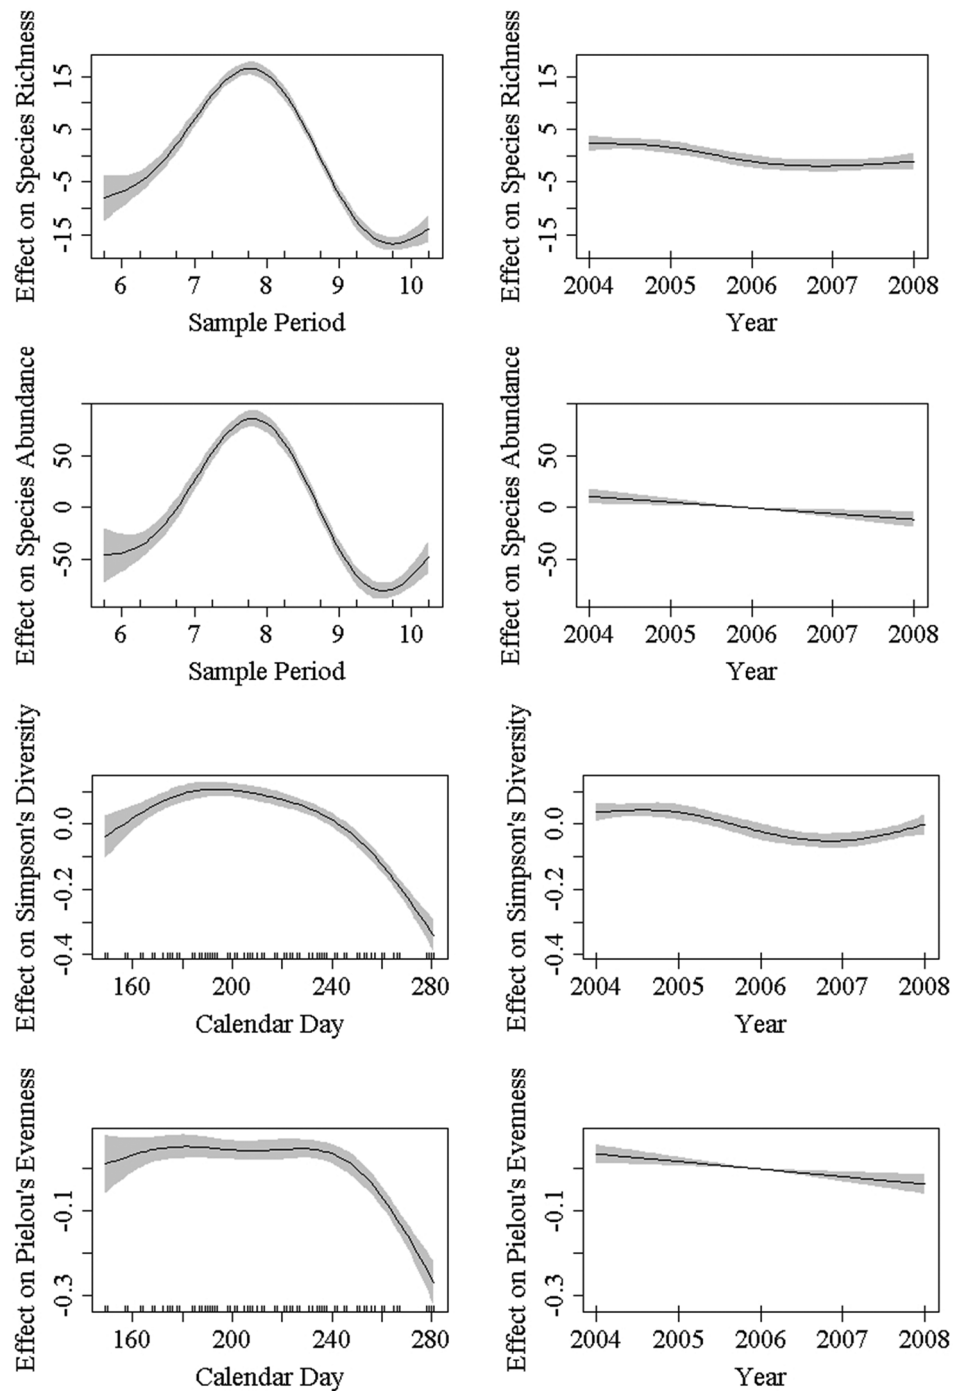 Effect on Species Richness
15
5
-5
-15
6 7 8 9 10
Sample Period
Effect on Species Richness
15
5
-5
-15
2004 2005 2006 2007 2008
Year
Effect on Species Abundance
50
0
-50
6 7 8 9 10
Sample Period
Effect on Species Abundance
50
0
-50
2004 2005 2006 2007 2008
Year
Effect on Simpson's Diversity
0.0
-0.2
-0.4
160 200 240 280
Calendar Day
Effect on Simpson's Diversity
0.0
-0.2
-0.4
2004 2005 2006 2007 2008
Year
Effect on Pielou's Evenness
-0.1
-0.3
160 200 240 280
Calendar Day
Effect on Pielou's Evenness
-0.1
-0.3
2004 2005 2006 2007 2008
Year